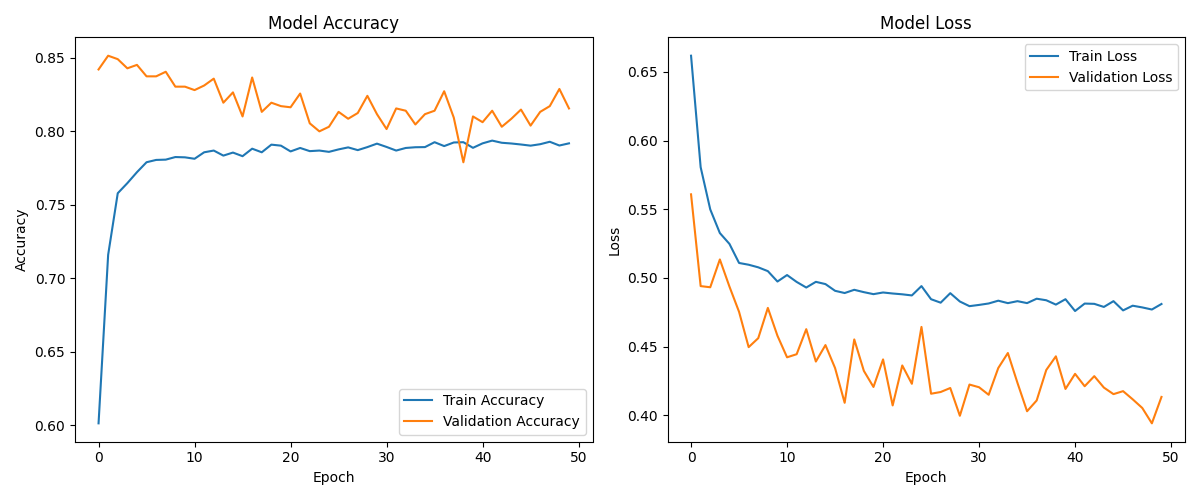 Model Accuracy
Accuracy
0.85
0.80
0.75
0.70
0.65
0.60
0 10 20 30 40 50
Epoch
Train Accuracy
Validation Accuracy
Model Loss
Loss
0.65
0.60
0.55
0.50
0.45
0.40
0 10 20 30 40 50
Epoch
Train Loss
Validation Loss